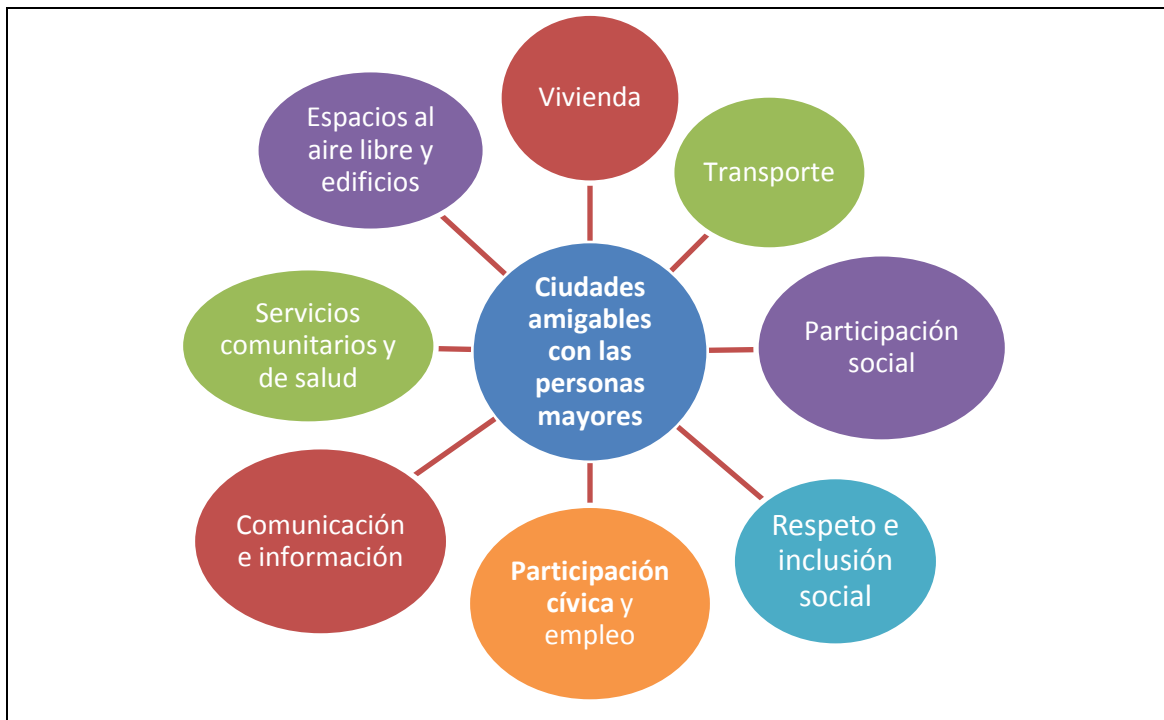 Vivienda
Espacios al
aire libre y
edificios
Transporte
Servicios
comunitarios y
de salud
Ciudades
amigables
con las
personas
mayores
Participación
social
Comunicación
e información
Participación
cívica y
empleo
Respeto e
inclusión
social